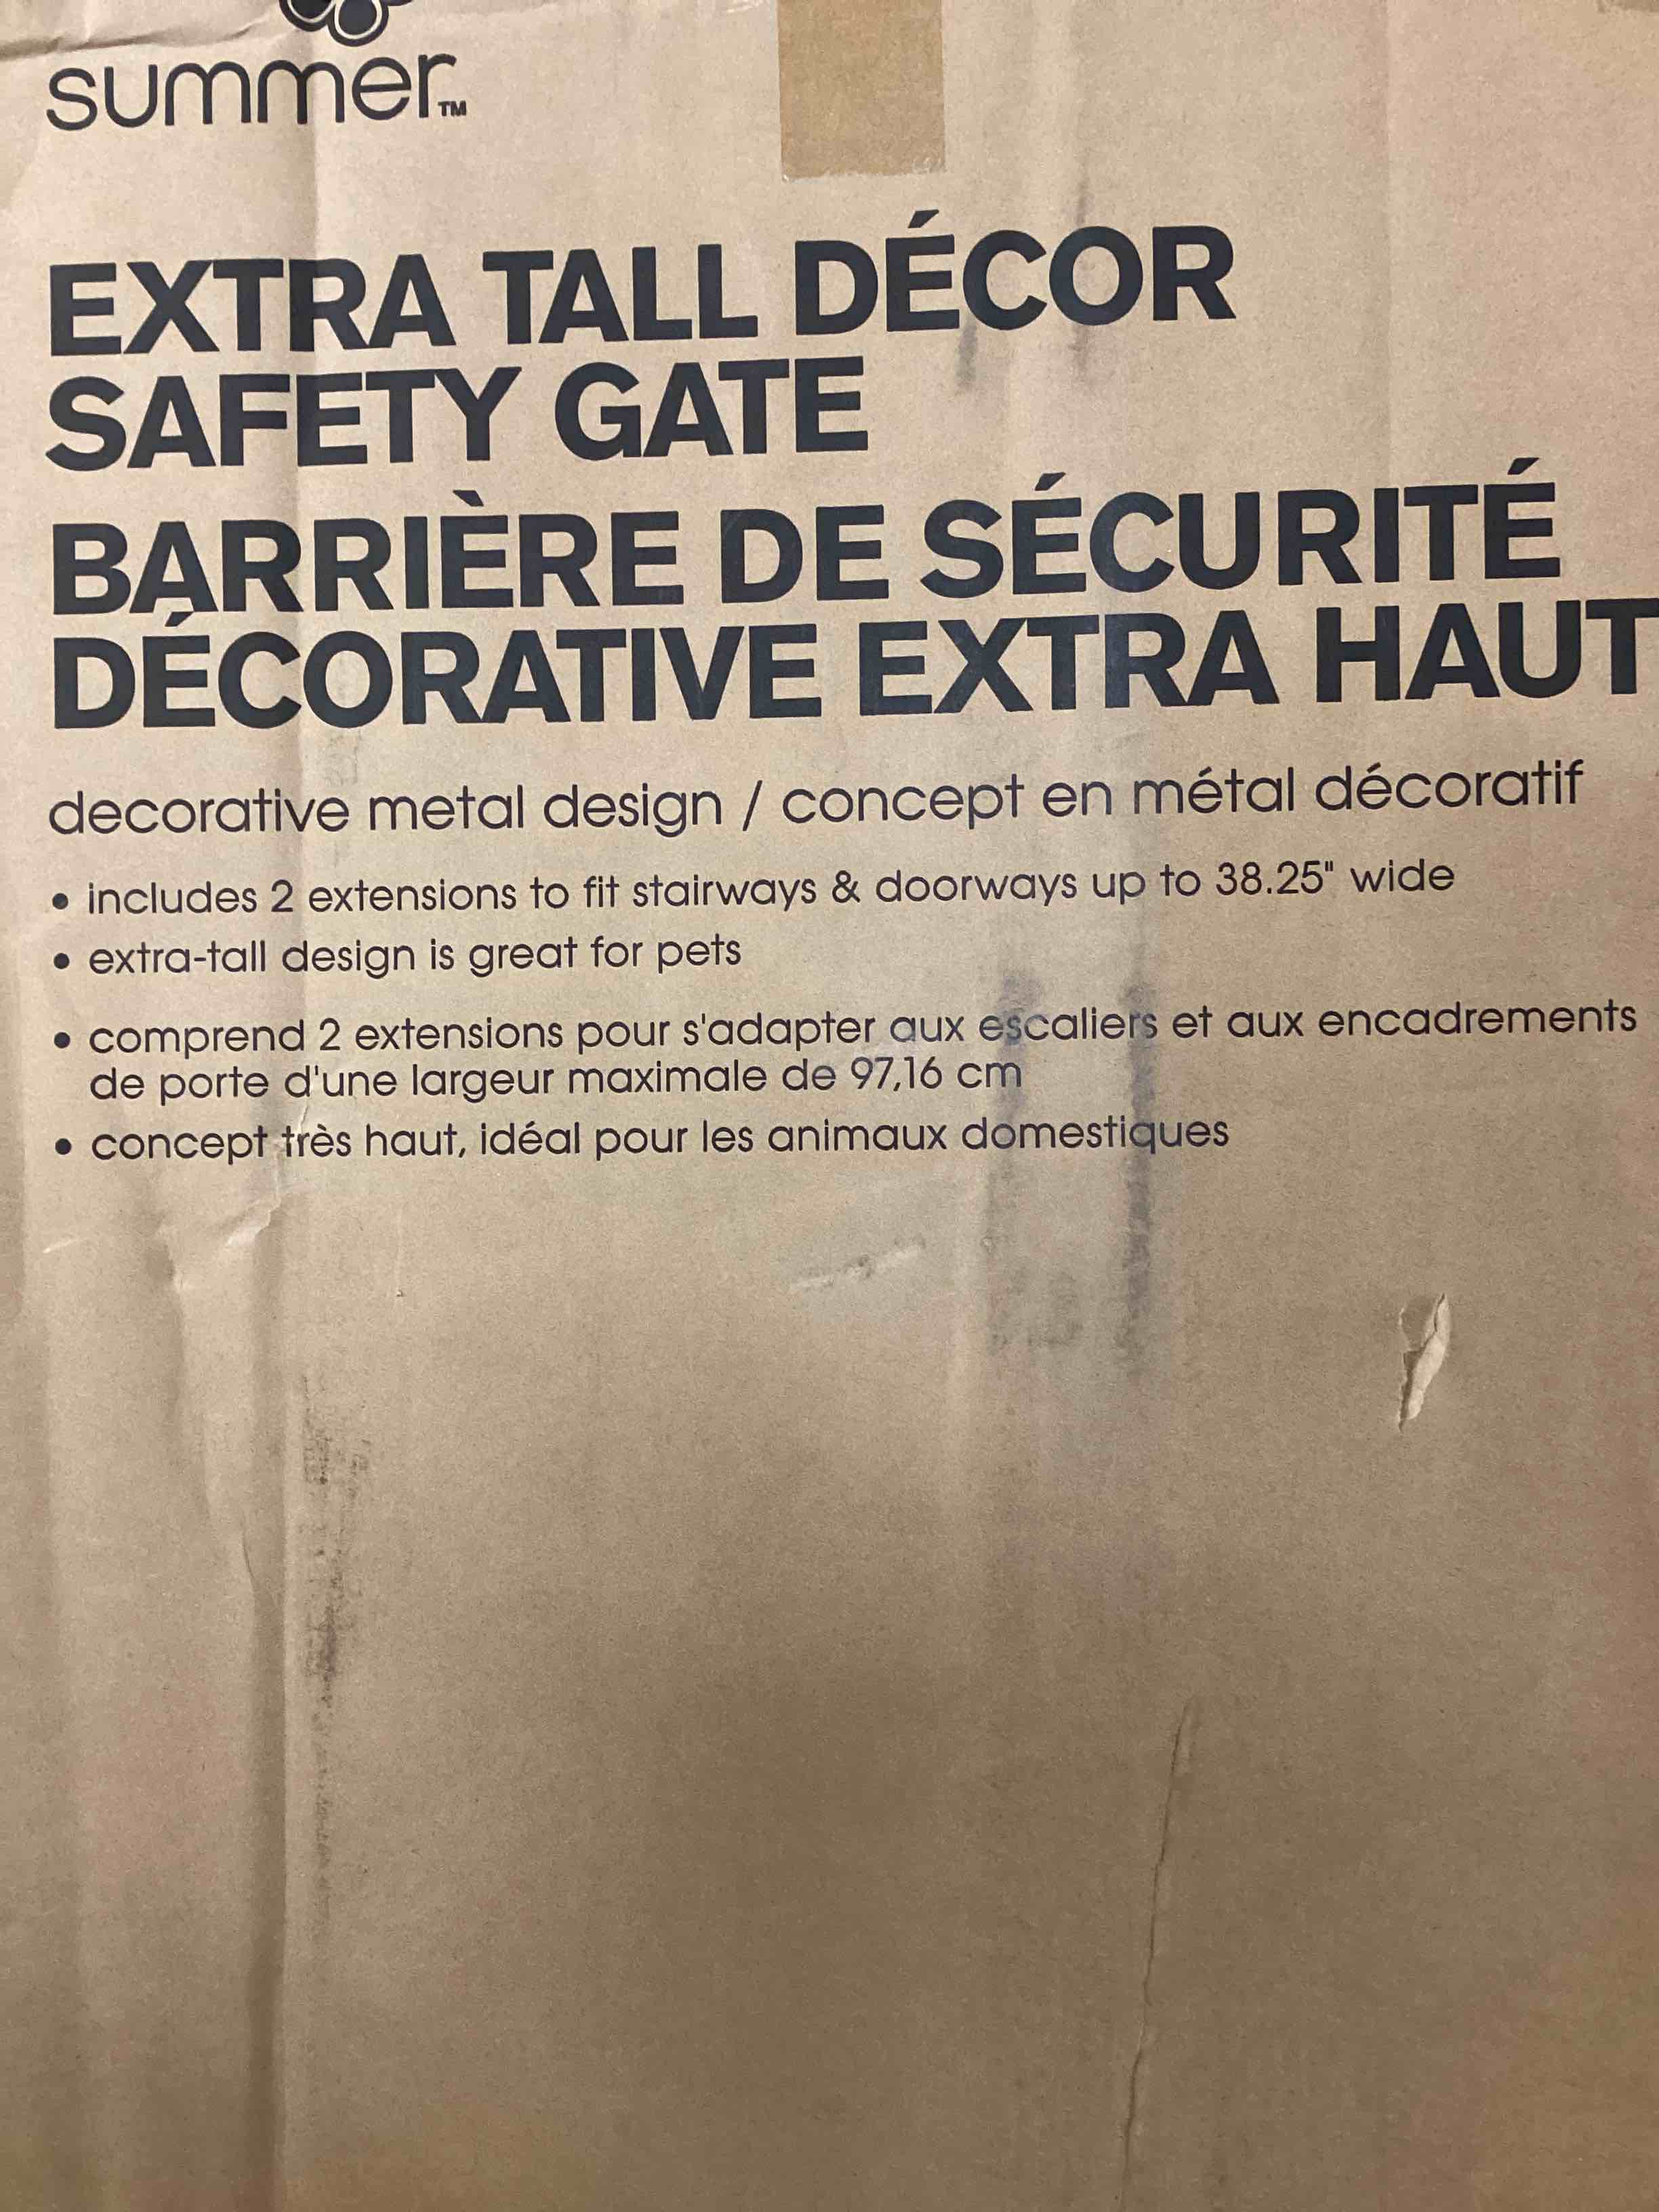 summer™
EXTRA TALL DÉCOR
SAFETY GATE
BARRIÈRE DE SÉCURITÉ
DÉCORATIVE EXTRA HAUT
decorative metal design / concept en métal décoratif
• includes 2 extensions to fit stairways & doorways up to 38.25" wide
• extra-tall design is great for pets
• comprend 2 extensions pour s'adapter aux escaliers et aux encadrements
de porte d'une largeur maximale de 97,16 cm
• concept très haut, idéal pour les animaux domestiques